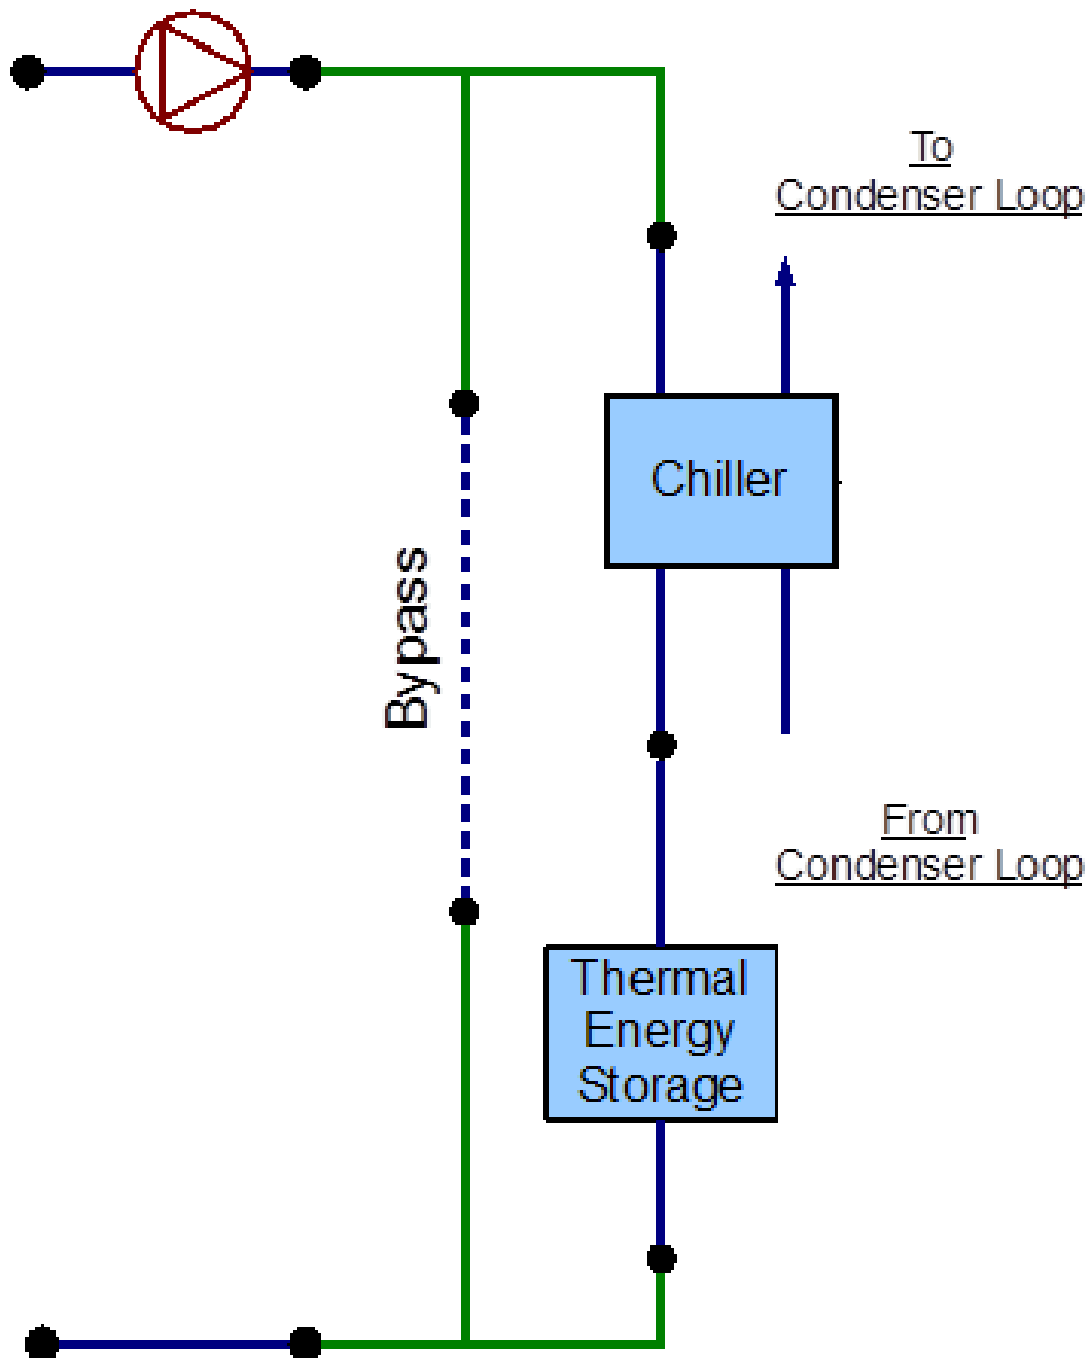 To
Condenser Loop
Chiller
Bypass
From
Condenser Loop
Thermal
Energy
Storage